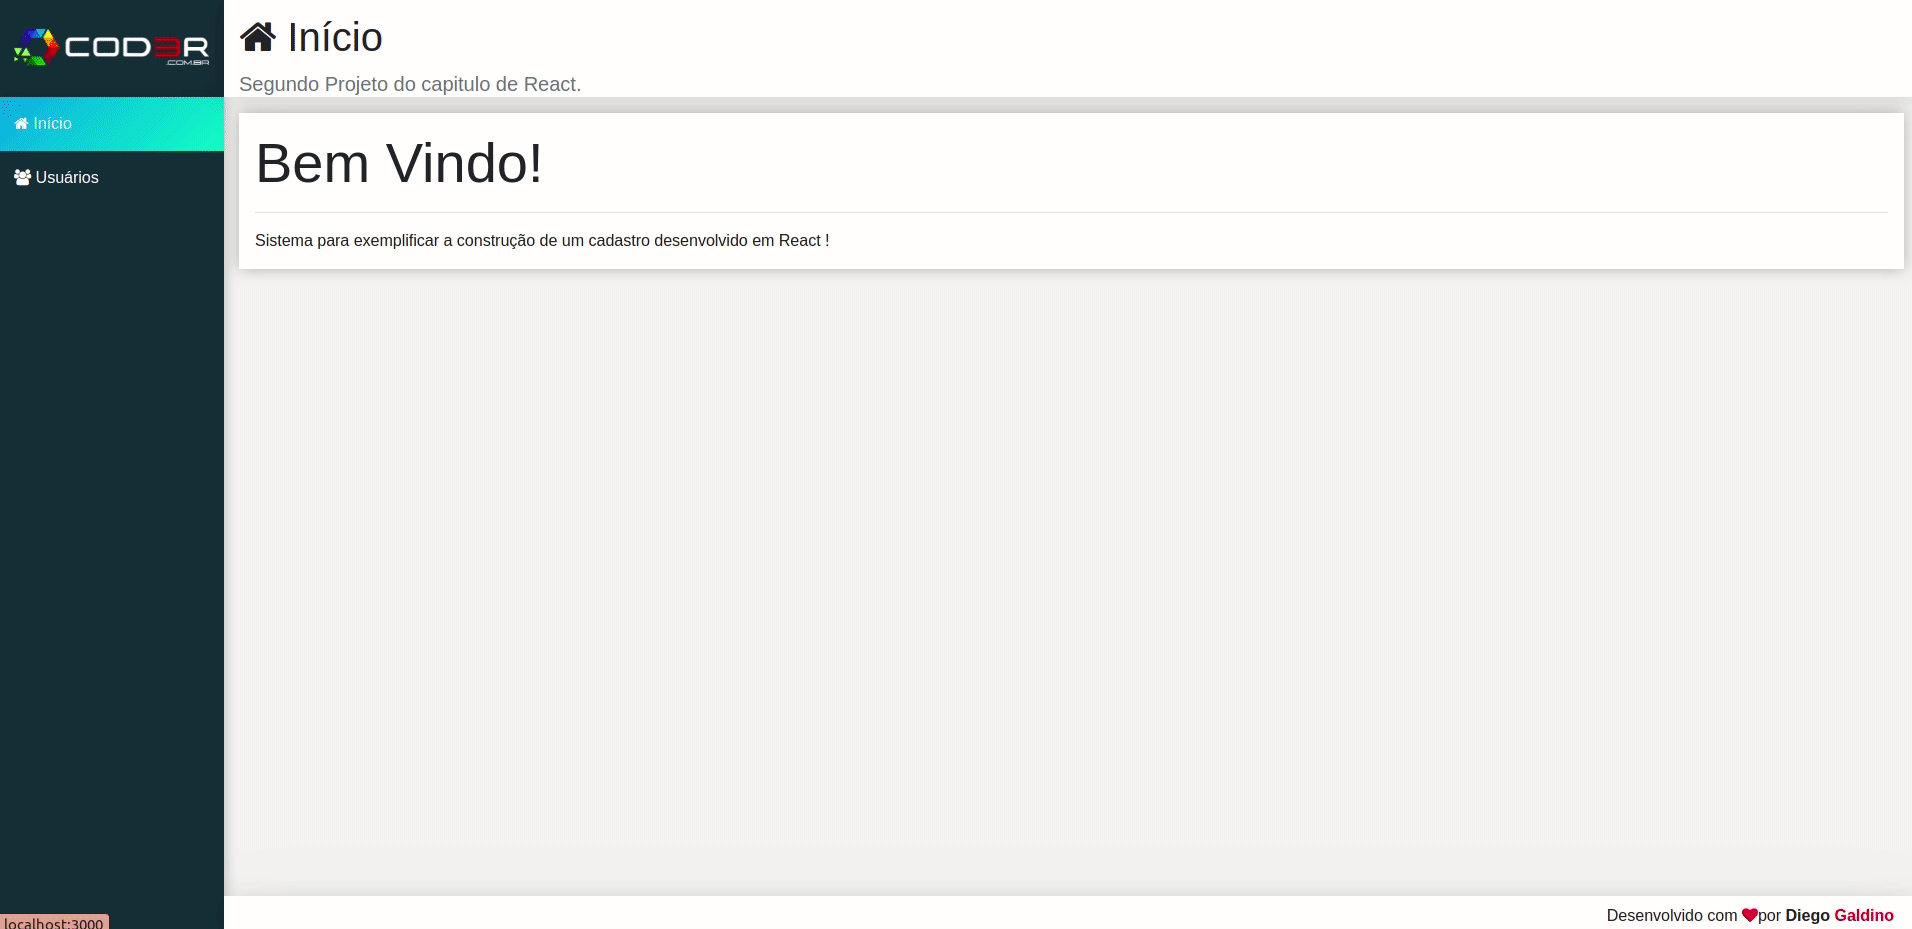 COD3R
.COM.BR
Início
Usuários
Início
Segundo Projeto do capitulo de React.
Bem Vindo!
Sistema para exemplificar a construção de um cadastro desenvolvido em React !
Desenvolvido com por Diego Galdino
localhost:3000